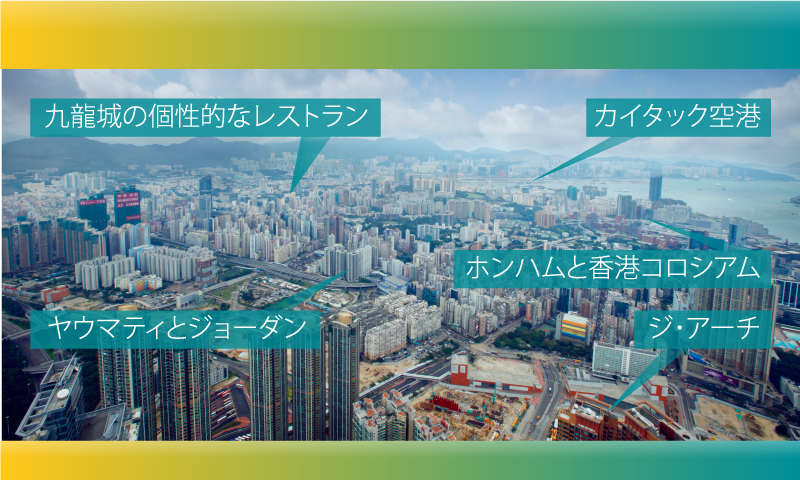 九龍城の個性的なレストラン
カイタック空港
ホンハムと香港コロシアム
ヤウマティとジョーダン
ジ・アーチ